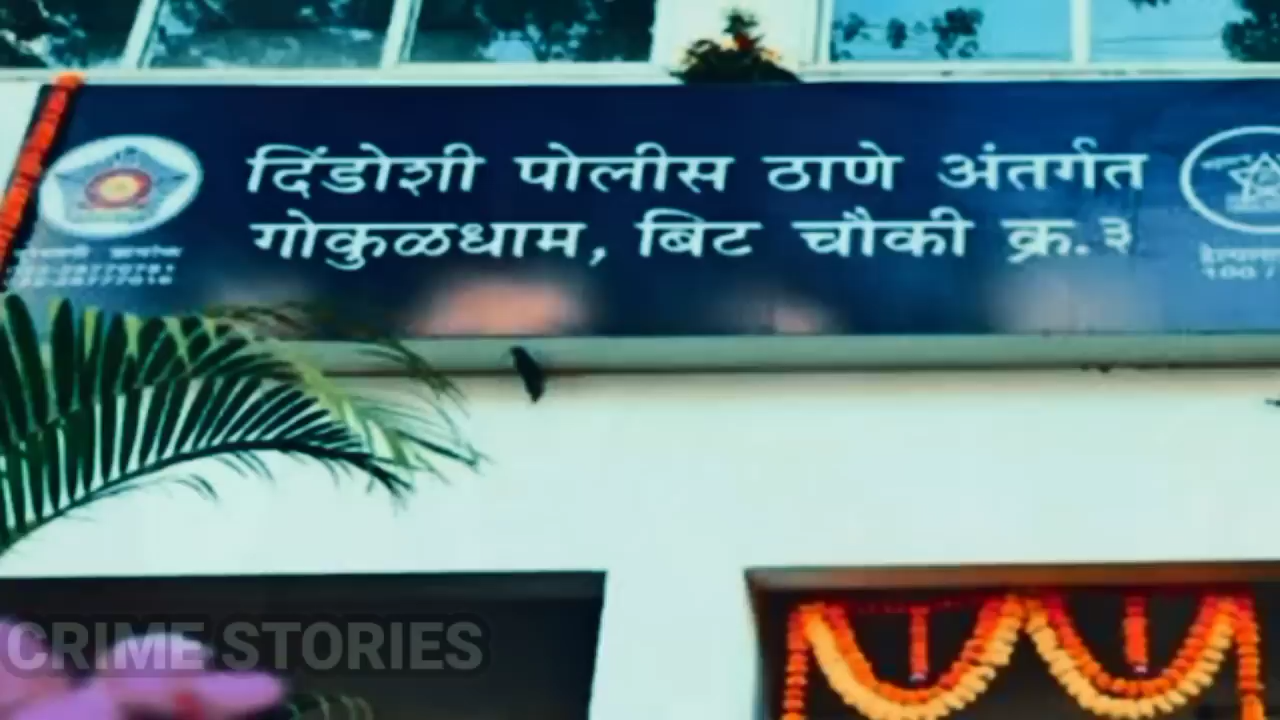 दिंडोशी पोलीस ठाणे अंतर्गत
गोकुळधाम, बिट चौकी क्र.३
CRIME STORIES